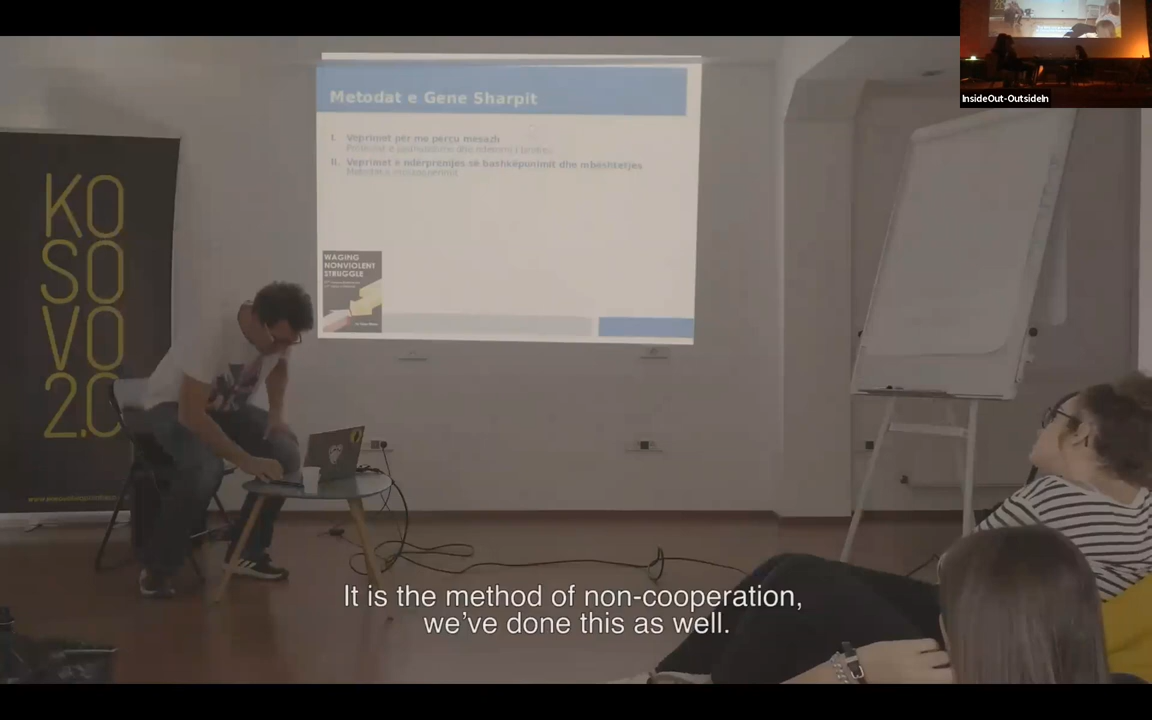 InsideOut-OutsideIn
Metodat e Gene Sharpit
I. Veprimet për me përçu mesazh
II. Veprimet e ndërprerjes së bashkëpunimit dhe mbështetjes
WAGING
NONVIOLENT
STRUGGLE
KO
SO
VO
2.0
It is the method of non-cooperation,
we've done this as well.